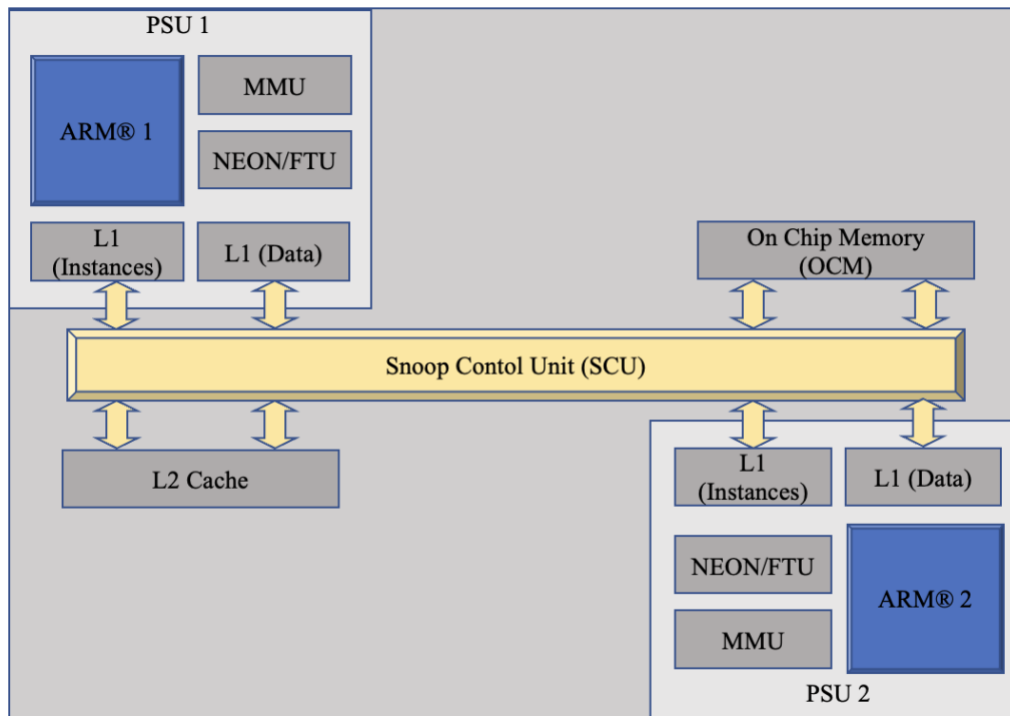 PSU 1
ARM® 1
MMU
NEON/FTU
L1
(Instances)
L1 (Data)
On Chip Memory
(OCM)
Snoop Contol Unit (SCU)
L2 Cache
L1
(Instances)
L1 (Data)
NEON/FTU
ARM® 2
MMU
PSU 2